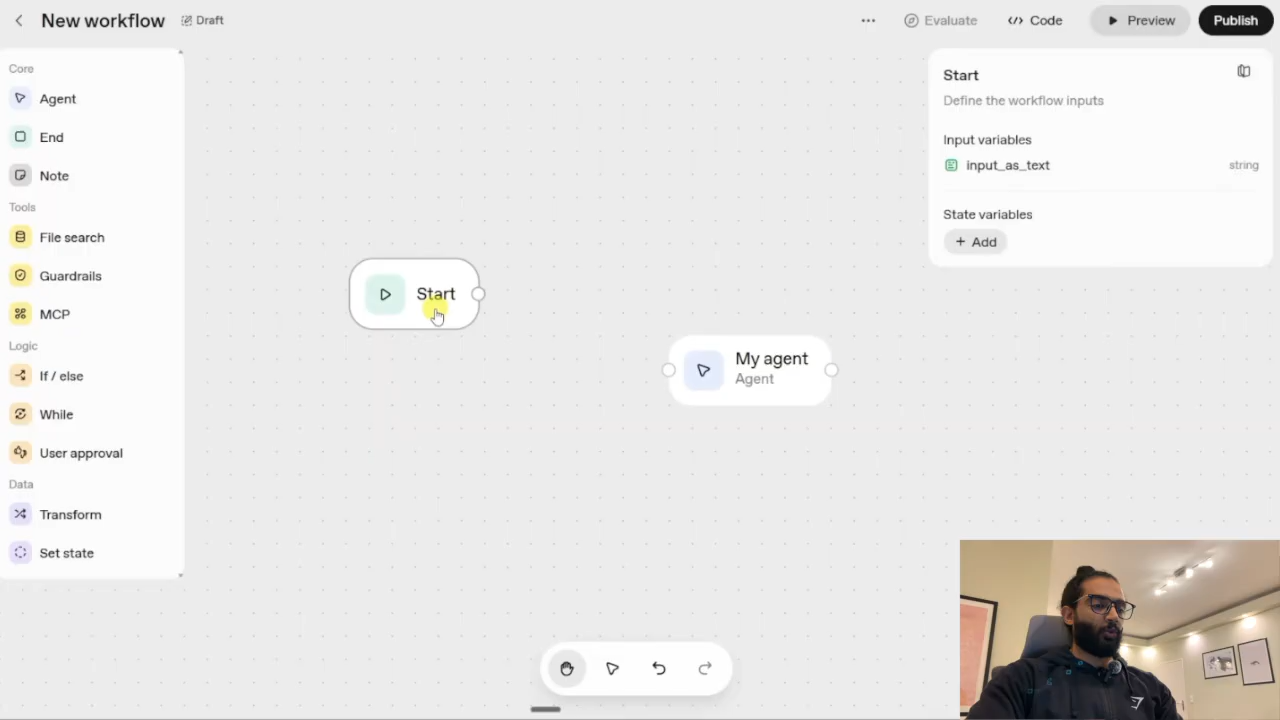 New workflow
Draft
Evaluate
Code
Preview
Publish
Core
Agent
End
Note
Tools
File search
Guardrails
MCP
Logic
If / else
While
User approval
Data
Transform
Set state
Start
My agent
Agent
Start
Define the workflow inputs
Input variables
input_as_text
string
State variables
+ Add